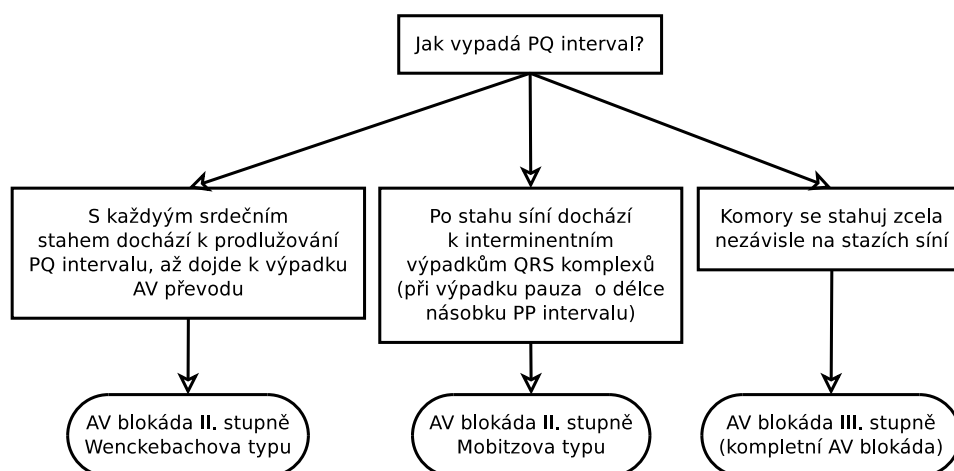 Jak vypadá PQ interval?
S každyým srdečním
stahem dochází k prodlužování
PQ intervalu, až dojde k výpadku
AV převodu
Po stahu síní dochází
k interminentním
výpadkům QRS komplexů
(při výpadku pauza o délce
násobku PP intervalu)
Komory se stahuj zcela
nezávisle na stazích síní
AV blokáda II. stupně
Wenckebachova typu
AV blokáda II. stupně
Mobitzova typu
AV blokáda III. stupně
(kompletní AV blokáda)